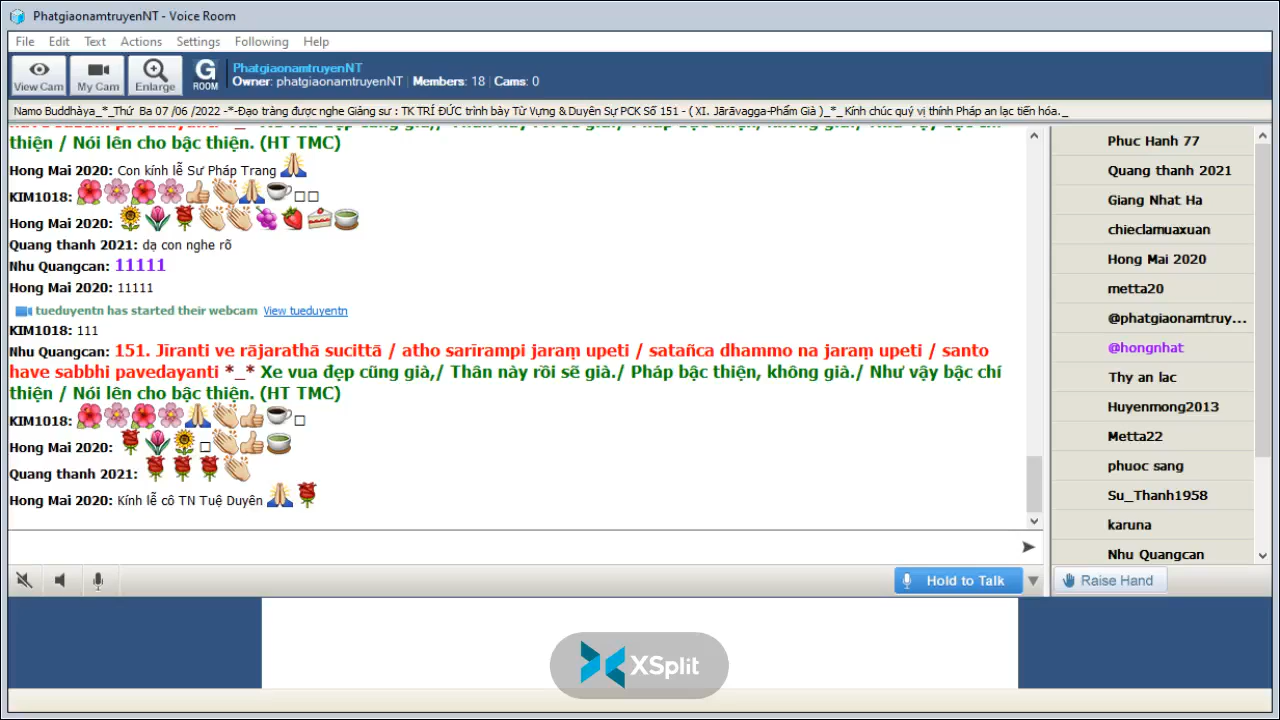 PhatgiaonamtruyenNT - Voice Room
File Edit Text Actions Settings Following Help
View Cam
My Cam
Enlarge
G
ROOM
PhatgiaonamtruyenNT
Owner: phatgiaonamtruyenNT Members: 18 Cams: 0
Namo Buddhàya_*_Thứ Ba 07 /06 /2022 -*-Đạo tràng được nghe Giảng sư : TK TRÍ ĐỨC trình bày Từ Vựng & Duyên Sự PCK Số 151 - ( XI. Jārāvagga-Phẩm Già )_*_ Kính chúc quý vị thính Pháp an lạc tiến hóa._
thiện / Nói lên cho bậc thiện. (HT TMC)
Hong Mai 2020: Con kính lễ Sư Pháp Trang
KIM1018:
Hong Mai 2020:
Quang thanh 2021: dạ con nghe rõ
Nhu Quangcan: 11111
Hong Mai 2020: 11111
tueduyentn has started their webcam View tueduyentn
KIM1018: 111
Nhu Quangcan: 151. Jīranti ve rājarathā sucittā / atho sarīrampi jaraṃ upeti / satañca dhammo na jaraṃ upeti / santo
have sabbhi pavedayanti *_* Xe vua đẹp cũng già,/ Thân này rồi sẽ già./ Pháp bậc thiện, không già./ Như vậy bậc chí
thiện / Nói lên cho bậc thiện. (HT TMC)
KIM1018:
Hong Mai 2020:
Quang thanh 2021:
Hong Mai 2020: Kính lễ cô TN Tuệ Duyên
Phuc Hanh 77
Quang thanh 2021
Giang Nhat Ha
chieclamuaxuan
Hong Mai 2020
metta20
@phatgiaonamtruy...
@hongnhat
Thy an lac
Huyenmong2013
Metta22
phuoc sang
Su_Thanh1958
karuna
Nhu Quangcan
Hold to Talk
Raise Hand
XSplit